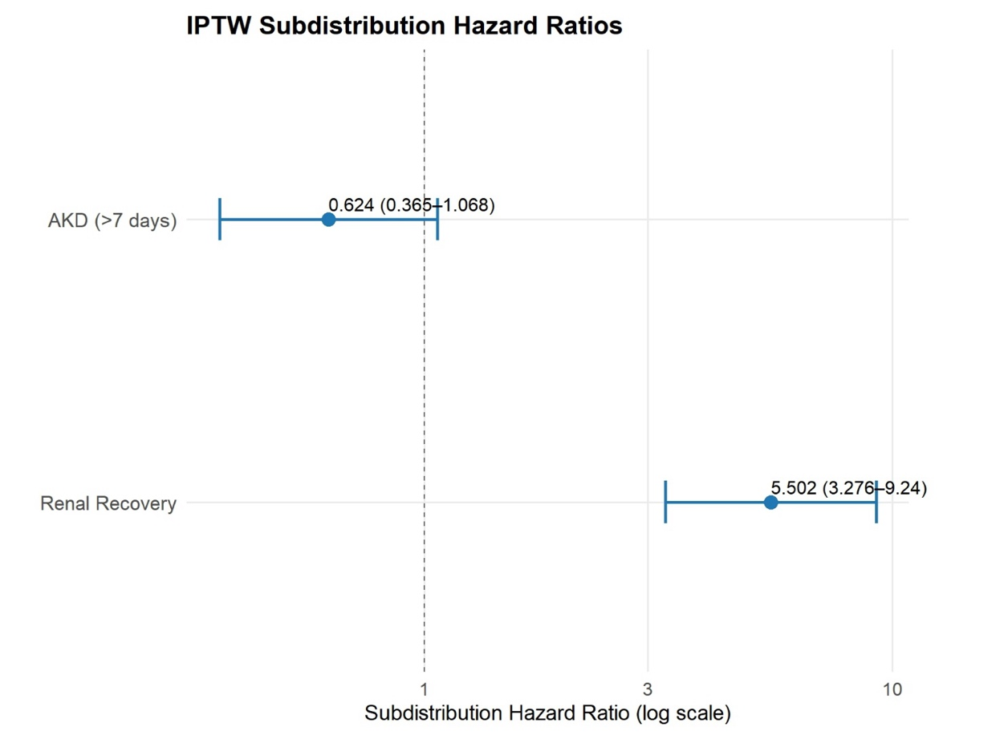 IPTW Subdistribution Hazard Ratios
0.624 (0.365–1.068)
AKD (>7 days)
5.502 (3.276–9.24)
Renal Recovery
1 3 10
Subdistribution Hazard Ratio (log scale)